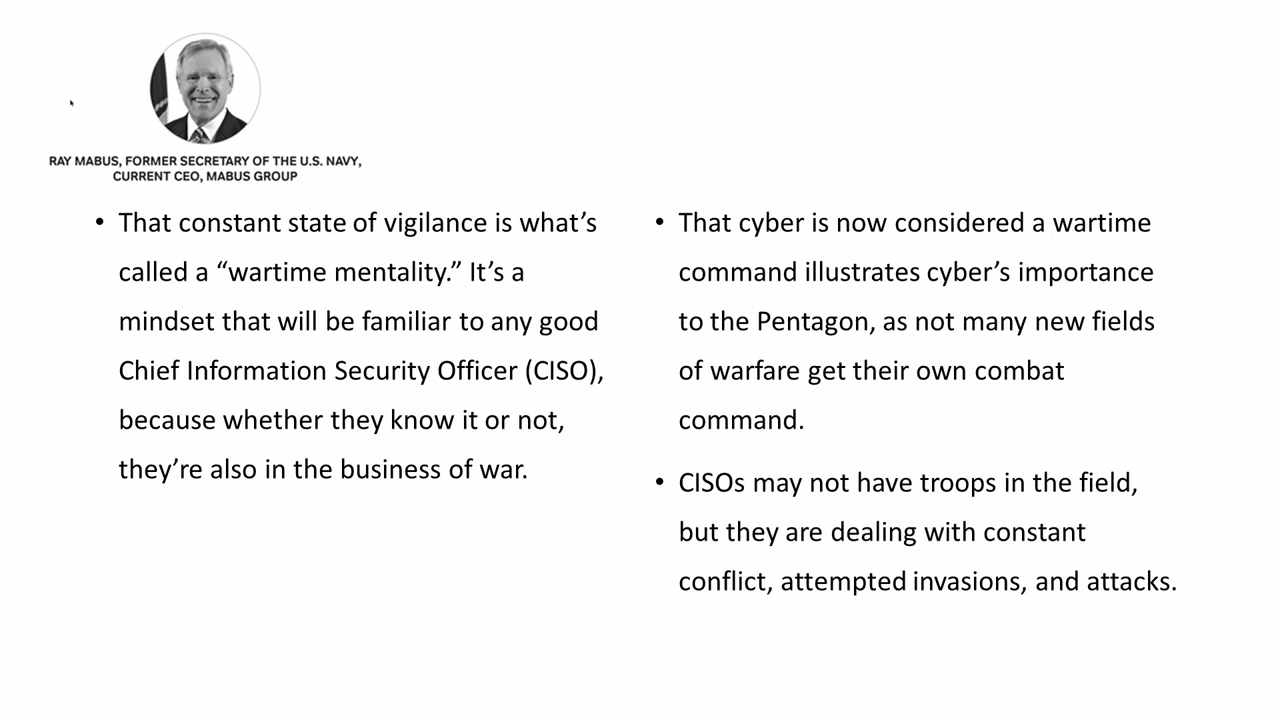 RAY MABUS, FORMER SECRETARY OF THE U.S. NAVY,
CURRENT CEO, MABUS GROUP
• That constant state of vigilance is what’s
called a “wartime mentality.” It’s a
mindset that will be familiar to any good
Chief Information Security Officer (CISO),
because whether they know it or not,
they’re also in the business of war.
• That cyber is now considered a wartime
command illustrates cyber’s importance
to the Pentagon, as not many new fields
of warfare get their own combat
command.
• CISOs may not have troops in the field,
but they are dealing with constant
conflict, attempted invasions, and attacks.